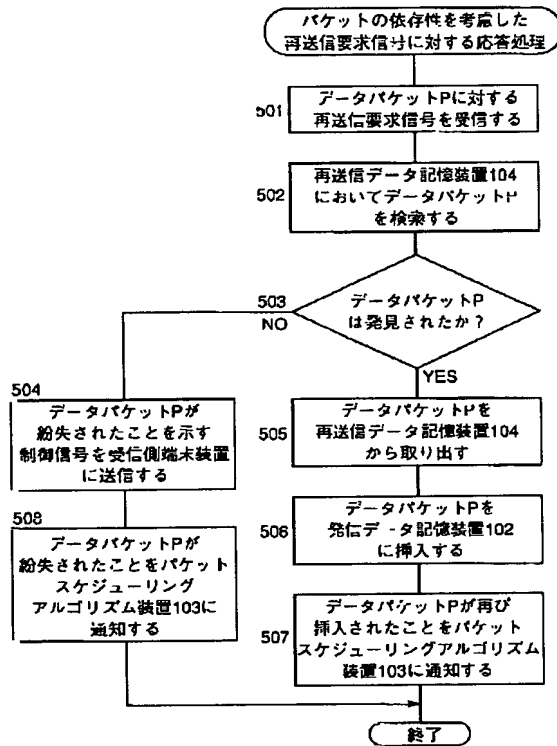 パケットの依存性を考慮した
再送信要求信号に対する応答処理
501
データパケットPに対する
再送信要求信号を受信する
502
再送信データ記憶装置104
においてデータパケットP
を検索する
503
データパケットP
は発見されたか?
NO
YES
504
データパケットPが
紛失されたことを示す
制御信号を受信側端末装置
に送信する
508
データパケットPが
紛失されたことをパケット
スケジューリング
アルゴリズム装置103に
通知する
505
データパケットPを
再送信データ記憶装置104
から取り出す
506
データパケットPを
発信データ記憶装置102
に挿入する
507
データパケットPが再び
挿入されたことをパケット
スケジューリングアルゴリズム
装置103に通知する
終了